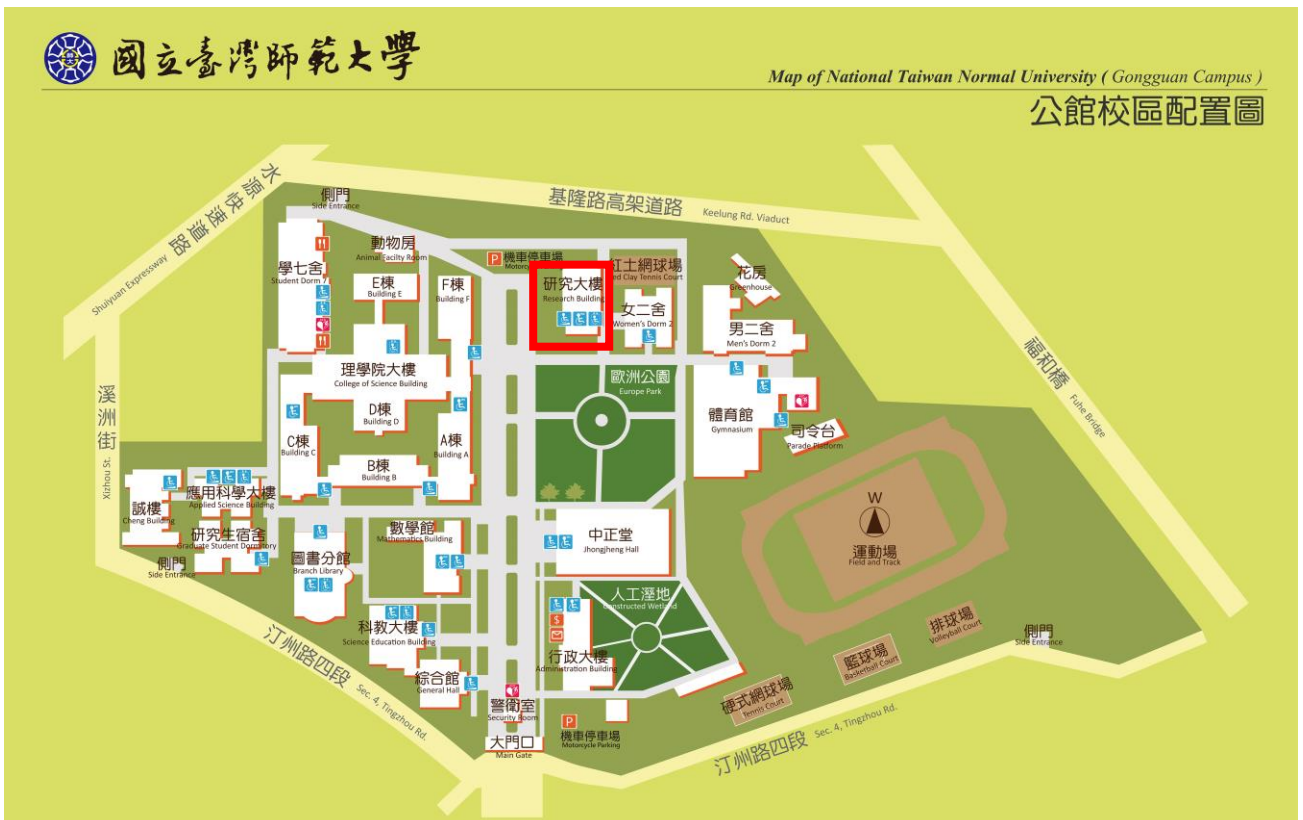 國立臺灣師範大學
Map of National Taiwan Normal University ( Gongguan Campus )
公館校區配置圖
水源快速道路
Shuiyuan Expressway
側門
Side Entrance
基隆路高架道路 Keelung Rd. Viaduct
動物房
Animal Facilty Room
P 機車停車場
紅土網球場
Red Clay Tennis Court
學七舍
Student Dorm 7
E棟
Building E
F棟
Building F
研究大樓
Research Building
女二舍
Women's Dorm 2
花房
Greenhouse
男二舍
Men's Dorm 2
福和橋
Fuhe Bridge
理學院大樓
College of Science Building
歐洲公園
Europe Park
溪洲街
Xizhou St.
D棟
Building D
體育館
Gymnasium
司令台
Parade Platform
C棟
Building C
A棟
Building A
B棟
Building B
應用科學大樓
Applied Science Building
誠樓
Cheng Building
研究生宿舍
Graduate Student Dormitory
側門
Side Entrance
圖書分館
Branch Library
數學館
Mathematics Building
中正堂
Jhongjheng Hall
W
運動場
Field and Track
人工溼地
Constructed Wetland
科教大樓
Science Education Building
$
行政大樓
Administration Building
排球場
Volleyball Court
側門
Side Entrance
籃球場
Basketball Court
綜合館
General Hall
警衛室
Security Room
硬式網球場
Tennis Court
P
機車停車場
Motorcycle Parking
大門口
Main Gate
汀州路四段 Sec. 4, Tingzhou Rd.
汀州路四段 Sec. 4, Tingzhou Rd.